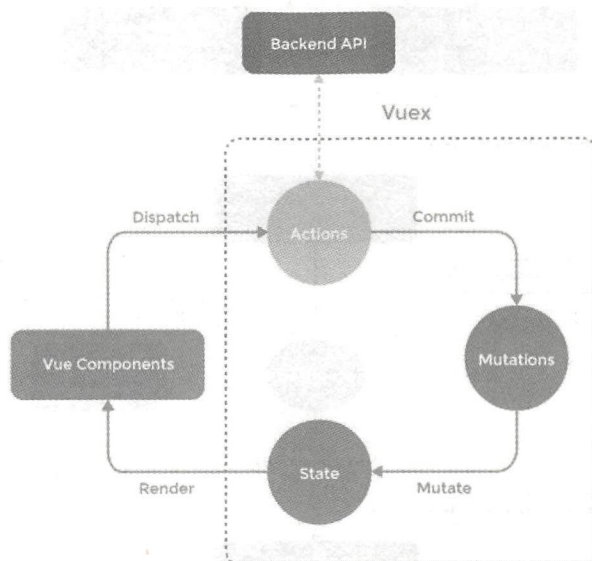 Backend API
Vuex
Dispatch
Actions
Commit
Vue Components
Mutations
Render
State
Mutate